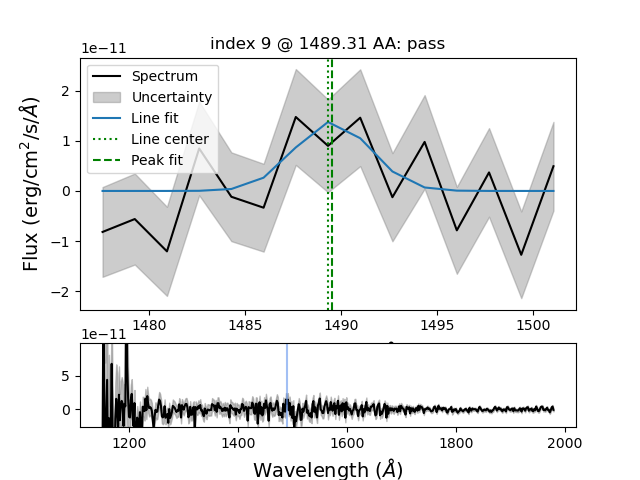 index 9 @ 1489.31 AA: pass
1e−11
Spectrum
Uncertainty
Line fit
Line center
Peak fit
2
1
0
−1
−2
Flux (erg/cm²/s/Å)
1480
1485
1490
1495
1500
1e−11
5
0
1200
1400
1600
1800
2000
Wavelength (Å)